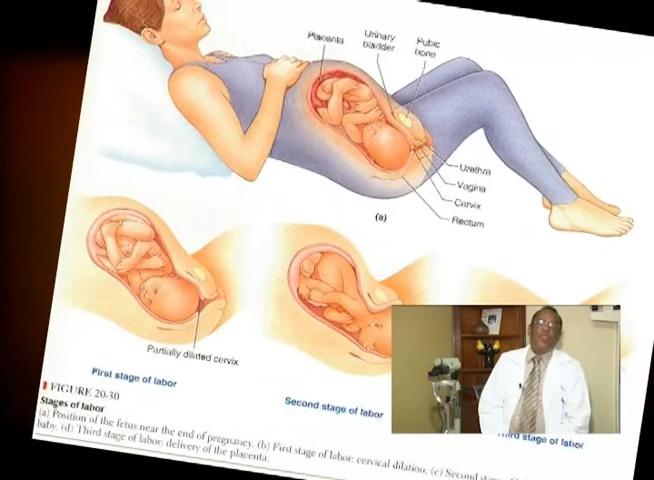 Placenta
Urinary
bladder
Pubic
bone
Urethra
Vagina
Cervix
Rectum
(a)
Partially dilated cervix
First stage of labor
Second stage of labor
Third stage of labor
FIGURE 20-30
Stages of labor
(a) Position of the fetus near the end of pregnancy. (b) First stage of labor: cervical dilation. (c) Second
baby. (d) Third stage of labor: delivery of the placenta.